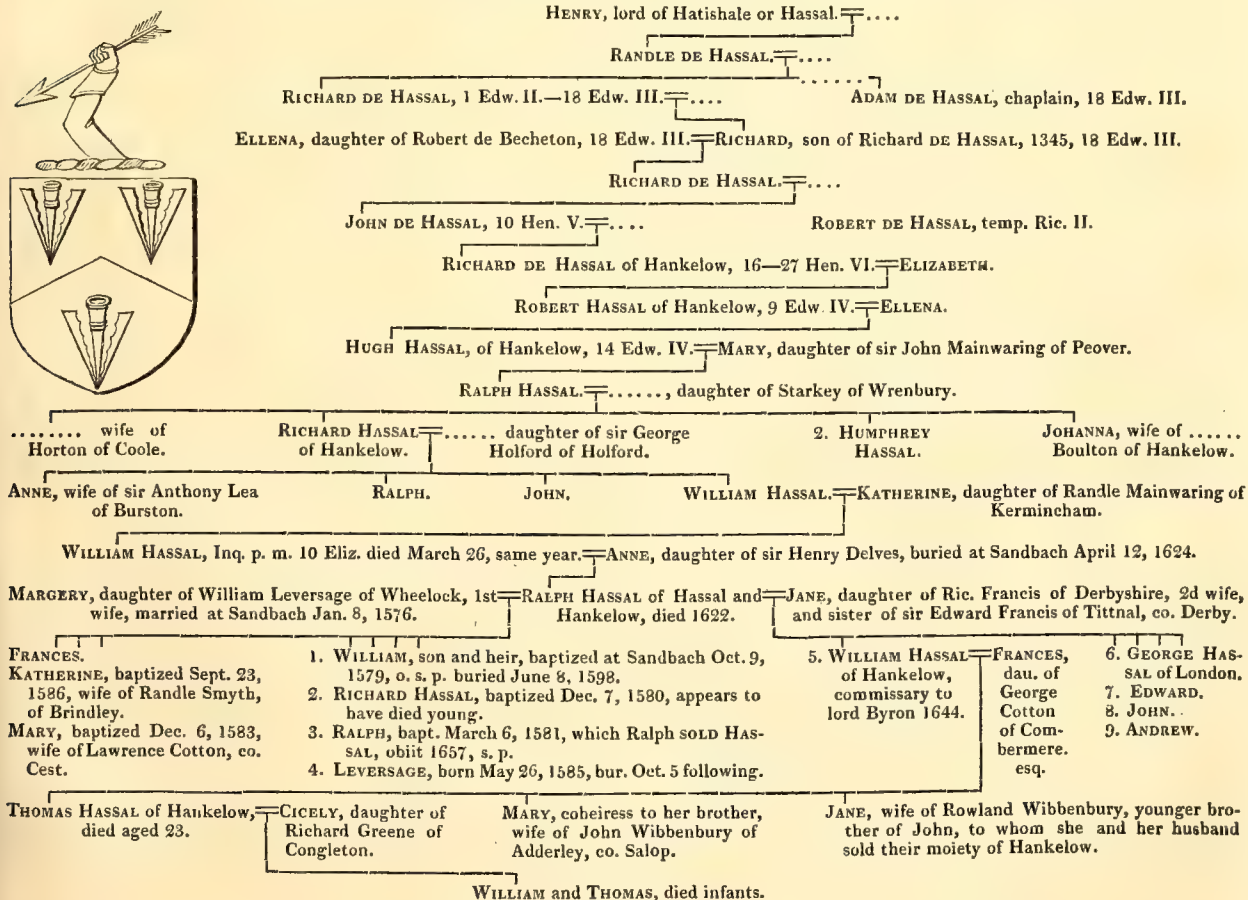 HENRY, lord of Hatishale or Hassal.╤....
RANDLE DE HASSAL.╤....
RICHARD DE HASSAL, 1 Edw. II.—18 Edw. III.╤....
ADAM DE HASSAL, chaplain, 18 Edw. III.
ELLENA, daughter of Robert de Becheton, 18 Edw. III.╤RICHARD, son of Richard DE HASSAL, 1345, 18 Edw. III.
RICHARD DE HASSAL.╤....
JOHN DE HASSAL, 10 Hen. V.╤....
ROBERT DE HASSAL, temp. Ric. II.
RICHARD DE HASSAL of Hankelow, 16—27 Hen. VI.╤ELIZABETH.
ROBERT HASSAL of Hankelow, 9 Edw. IV.╤ELLENA.
HUGH HASSAL, of Hankelow, 14 Edw. IV.╤MARY, daughter of sir John Mainwaring of Peover.
RALPH HASSAL.╤......, daughter of Starkey of Wrenbury.
........ wife of
Horton of Coole.
RICHARD HASSAL╤...... daughter of sir George
of Hankelow. Holford of Holford.
2. HUMPHREY
HASSAL.
JOHANNA, wife of ......
Boulton of Hankelow.
ANNE, wife of sir Anthony Lea
of Burston.
RALPH.
JOHN.
WILLIAM HASSAL.╤KATHERINE, daughter of Randle Mainwaring of
Kermincham.
WILLIAM HASSAL, Inq. p. m. 10 Eliz. died March 26, same year.╤ANNE, daughter of sir Henry Delves, buried at Sandbach April 12, 1624.
MARGERY, daughter of William Leversage of Wheelock, 1st╤RALPH HASSAL of Hassal and╤JANE, daughter of Ric. Francis of Derbyshire, 2d wife,
wife, married at Sandbach Jan. 8, 1576. Hankelow, died 1622. and sister of sir Edward Francis of Tittnal, co. Derby.
FRANCES.
KATHERINE, baptized Sept. 23,
1586, wife of Randle Smyth,
of Brindley.
MARY, baptized Dec. 6, 1583,
wife of Lawrence Cotton, co.
Cest.
1. WILLIAM, son and heir, baptized at Sandbach Oct. 9,
1579, o. s. p. buried June 8, 1598.
2. RICHARD HASSAL, baptized Dec. 7, 1580, appears to
have died young.
3. RALPH, bapt. March 6, 1581, which Ralph SOLD HAS-
SAL, obiit 1657, s. p.
4. LEVERSAGE, born May 26, 1585, bur. Oct. 5 following.
5. WILLIAM HASSAL
of Hankelow,
commissary to
lord Byron 1644.
FRANCES,
dau. of
George
Cotton
of Com-
bermere.
esq.
6. GEORGE HAS-
SAL of London.
7. EDWARD.
8. JOHN.
9. ANDREW.
THOMAS HASSAL of Hankelow,╤CICELY, daughter of
died aged 23. Richard Greene of
Congleton.
MARY, coheiress to her brother,
wife of John Wibbenbury of
Adderley, co. Salop.
JANE, wife of Rowland Wibbenbury, younger bro-
ther of John, to whom she and her husband
sold their moiety of Hankelow.
WILLIAM and THOMAS, died infants.